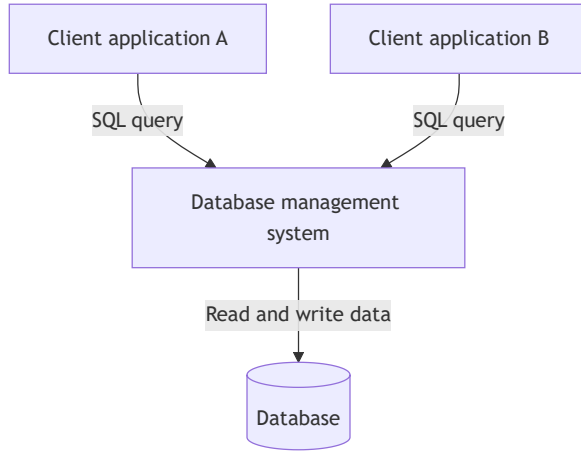 Client application A
Client application B
SQL query
SQL query
Database management
system
Read and write data
Database